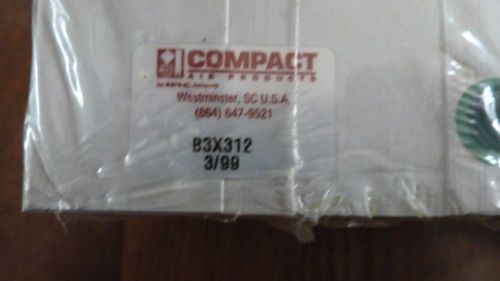 COMPACT
AIR PRODUCTS
Westminster, SC U.S.A.
(864) 647-9521
B3X312
3/99